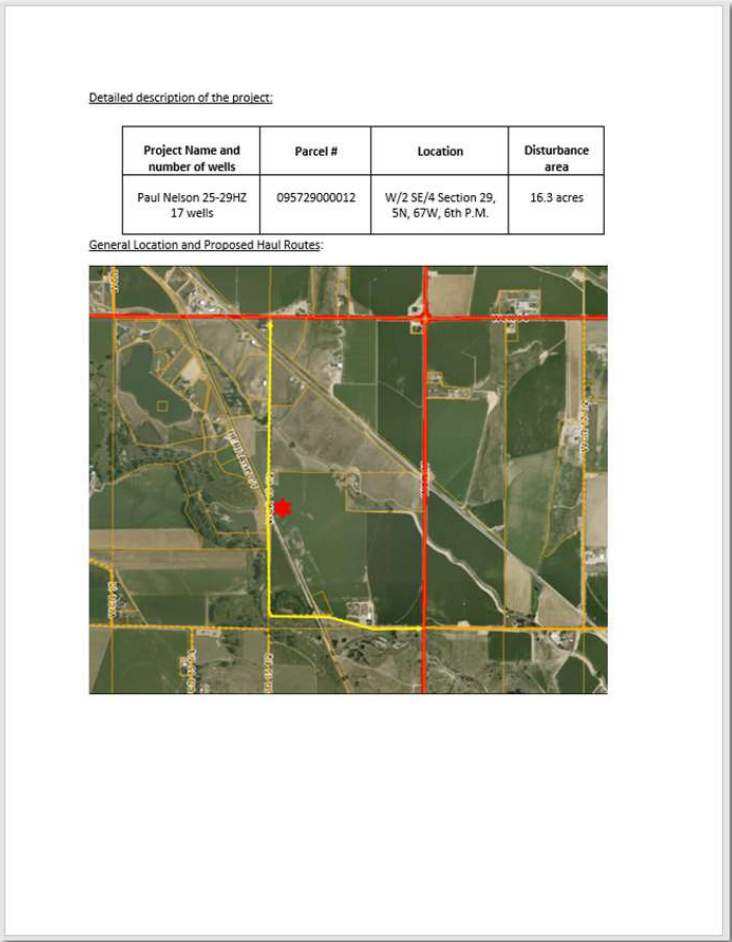 Detailed description of the project:
Project Name and number of wells
Parcel #
Location
Disturbance area
Paul Nelson 25-29HZ
17 wells
095729000012
W/2 SE/4 Section 29,
5N, 67W, 6th P.M.
16.3 acres
General Location and Proposed Haul Routes: